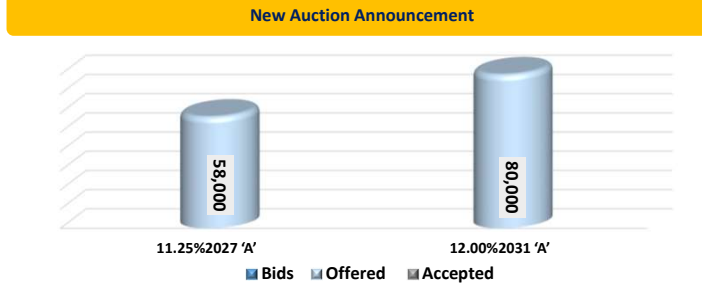 New Auction Announcement
58,000
80,000
11.25%2027 ‘A’
12.00%2031 ‘A’
Bids
Offered
Accepted